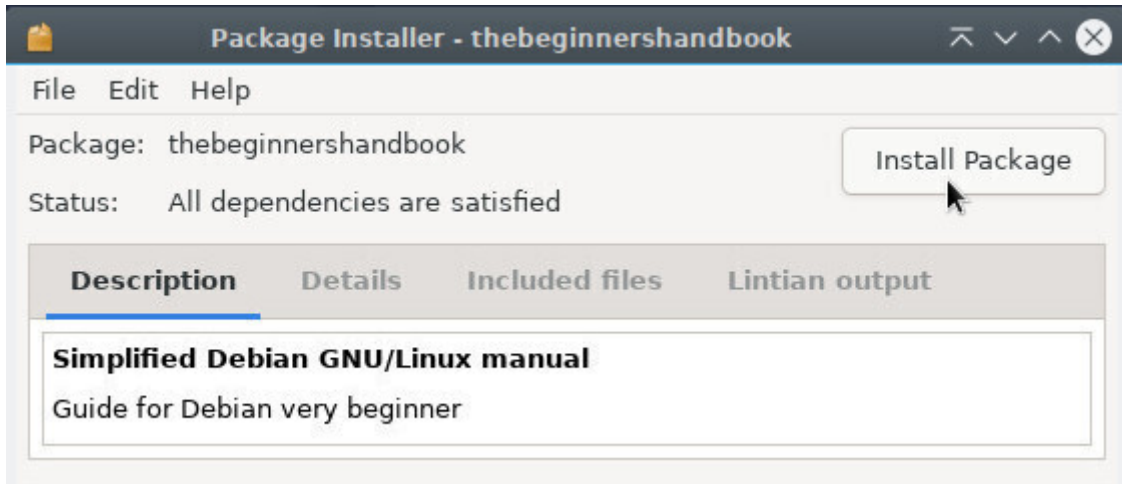 Package Installer - thebeginnershandbook
File Edit Help
Package: thebeginnershandbook
Install Package
Status: All dependencies are satisfied
Description Details Included files Lintian output
Simplified Debian GNU/Linux manual
Guide for Debian very beginner